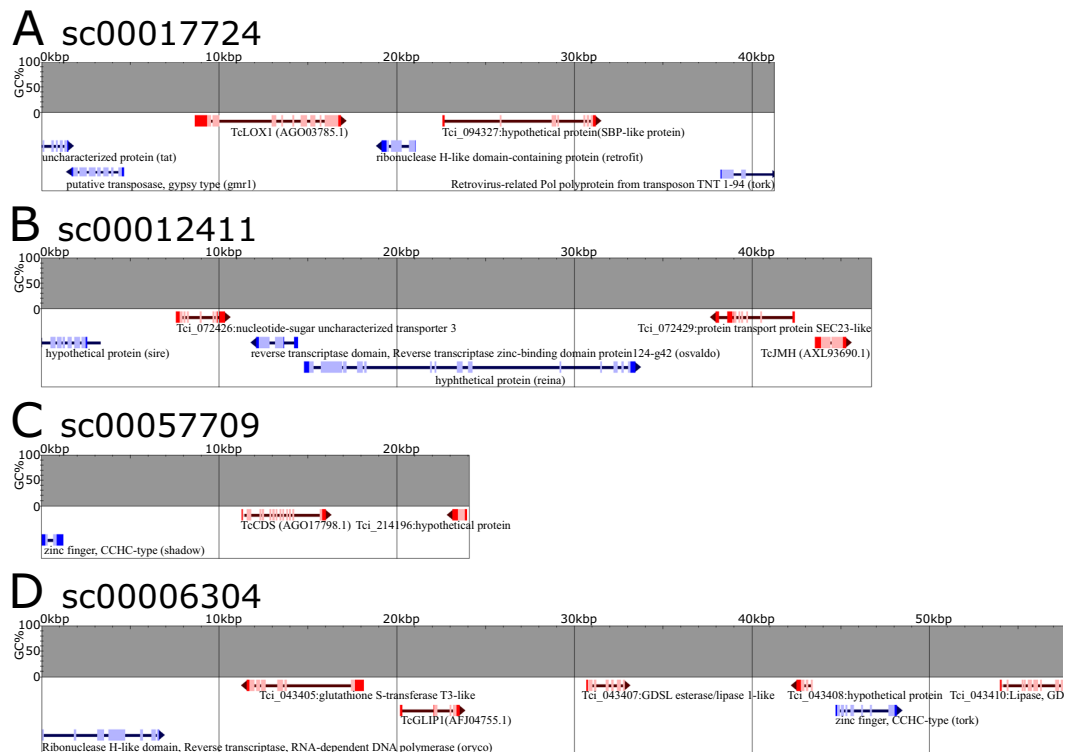 A sc00017724
0kbp 10kbp 20kbp 30kbp 40kbp
100
50
0
GC%
TcLOX1 (AGO03785.1) Tci_094327:hypothetical protein(SBP-like protein)
uncharacterized protein (tat) ribonuclease H-like domain-containing protein (retrofit)
putative transposase, gypsy type (gmr1) Retrovirus-related Pol polyprotein from transposon TNT 1-94 (tork)
B sc00012411
0kbp 10kbp 20kbp 30kbp 40kbp
100
50
0
GC%
Tci_072426:nucleotide-sugar uncharacterized transporter 3 Tci_072429:protein transport protein SEC23-like
hypothetical protein (sire) reverse transcriptase domain, Reverse transcriptase zinc-binding domain protein124-g42 (osvaldo) TcJMH (AXL93690.1)
hyphthetical protein (reina)
C sc00057709
0kbp 10kbp 20kbp
100
50
0
GC%
TcCDS (AGO17798.1) Tci_214196:hypothetical protein
zinc finger, CCHC-type (shadow)
D sc00006304
0kbp 10kbp 20kbp 30kbp 40kbp 50kbp
100
50
0
GC%
Tci_043405:glutathione S-transferase T3-like Tci_043407:GDSL esterase/lipase 1-like Tci_043408:hypothetical protein Tci_043410:Lipase, GD
TcGLIP1(AFJ04755.1) zinc finger, CCHC-type (tork)
Ribonuclease H-like domain, Reverse transcriptase, RNA-dependent DNA polymerase (oryco)